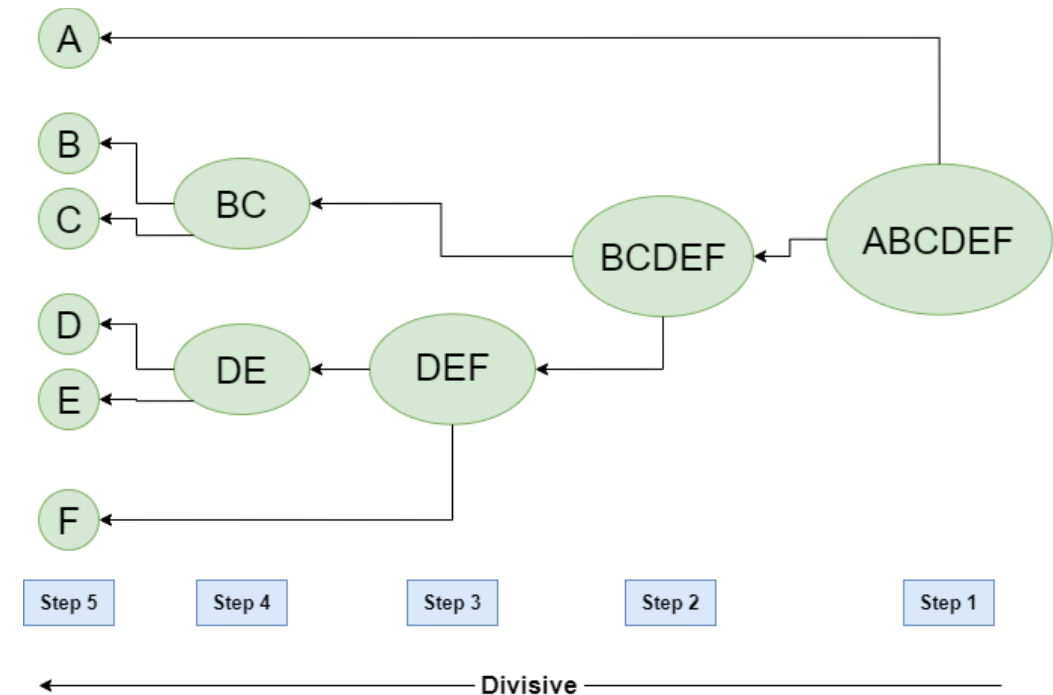 A
B
C
BC
BCDEF
ABCDEF
D
E
DE
DEF
F
Step 5
Step 4
Step 3
Step 2
Step 1
Divisive